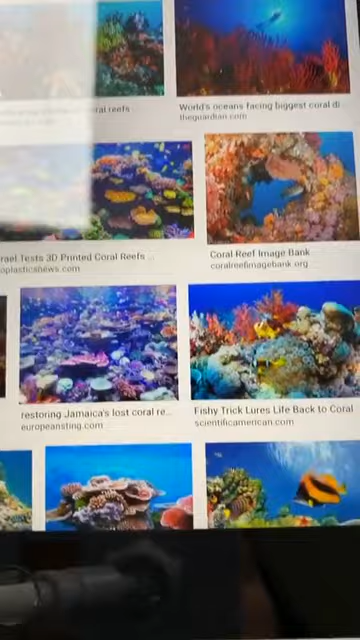 ral reefs
World's oceans facing biggest coral di
theguardian.com
rael Tests 3D Printed Coral Reefs ...
oplasticsnews.com
Coral Reef Image Bank
coralreefimagebank.org
restoring Jamaica's lost coral re...
europeansting.com
Fishy Trick Lures Life Back to Coral
scientificamerican.com